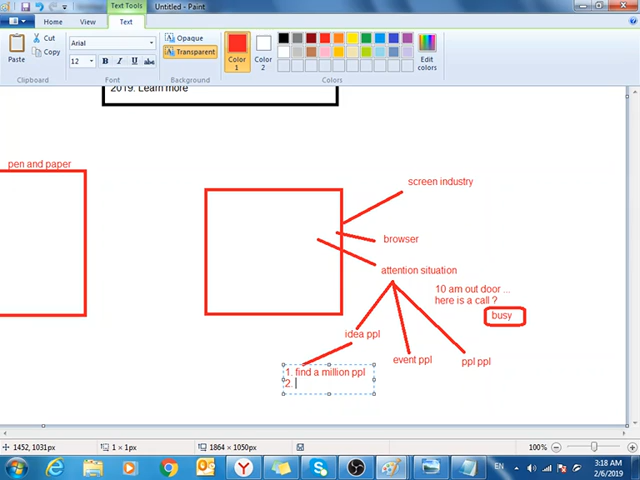 Text Tools
Untitled - Paint
Home
View
Text
Paste
Cut
Copy
Clipboard
Arial
12
B
I
U
abc
Font
Opaque
Transparent
Background
Color
1
Color
2
Edit
colors
Colors
2019. Learn more
pen and paper
screen industry
browser
attention situation
10 am out door ...
here is a call ?
busy
idea ppl
event ppl
ppl ppl
1. find a million ppl
2.
1452, 1031px
1 × 1px
1864 × 1050px
100%
EN
3:18 AM
2/6/2019